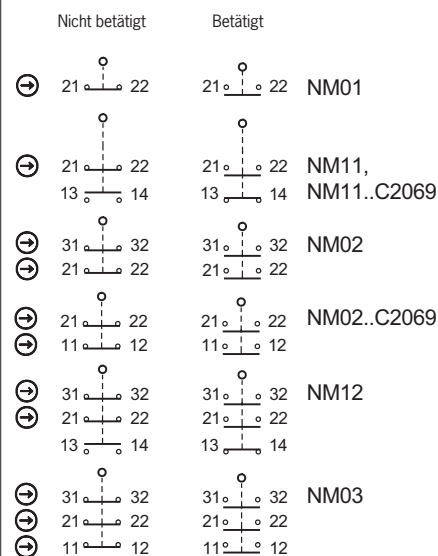 Nicht betätigt Betätigt
21 22 21 22 NM01
21 22 21 22 NM11,
13 14 13 14 NM11..C2069
31 32 31 32 NM02
21 22 21 22
21 22 21 22 NM02..C2069
11 12 11 12
31 32 31 32 NM12
21 22 21 22
13 14 13 14
31 32 31 32 NM03
21 22 21 22
11 12 11 12